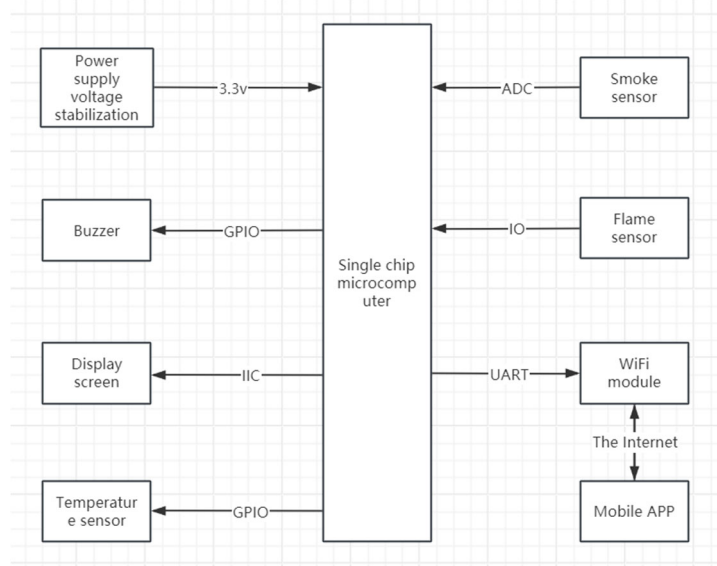 Power
supply
voltage
stabilization
3.3v
ADC
Smoke
sensor
Buzzer
GPIO
IO
Flame
sensor
Single chip
microcomp
uter
Display
screen
IIC
UART
WiFi
module
The Internet
Temperatur
e sensor
GPIO
Mobile APP